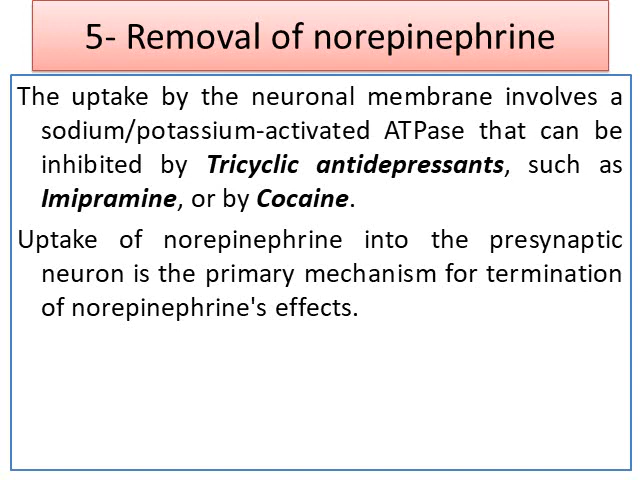 5- Removal of norepinephrine
The uptake by the neuronal membrane involves a
sodium/potassium-activated ATPase that can be
inhibited by Tricyclic antidepressants, such as
Imipramine, or by Cocaine.
Uptake of norepinephrine into the presynaptic
neuron is the primary mechanism for termination
of norepinephrine's effects.